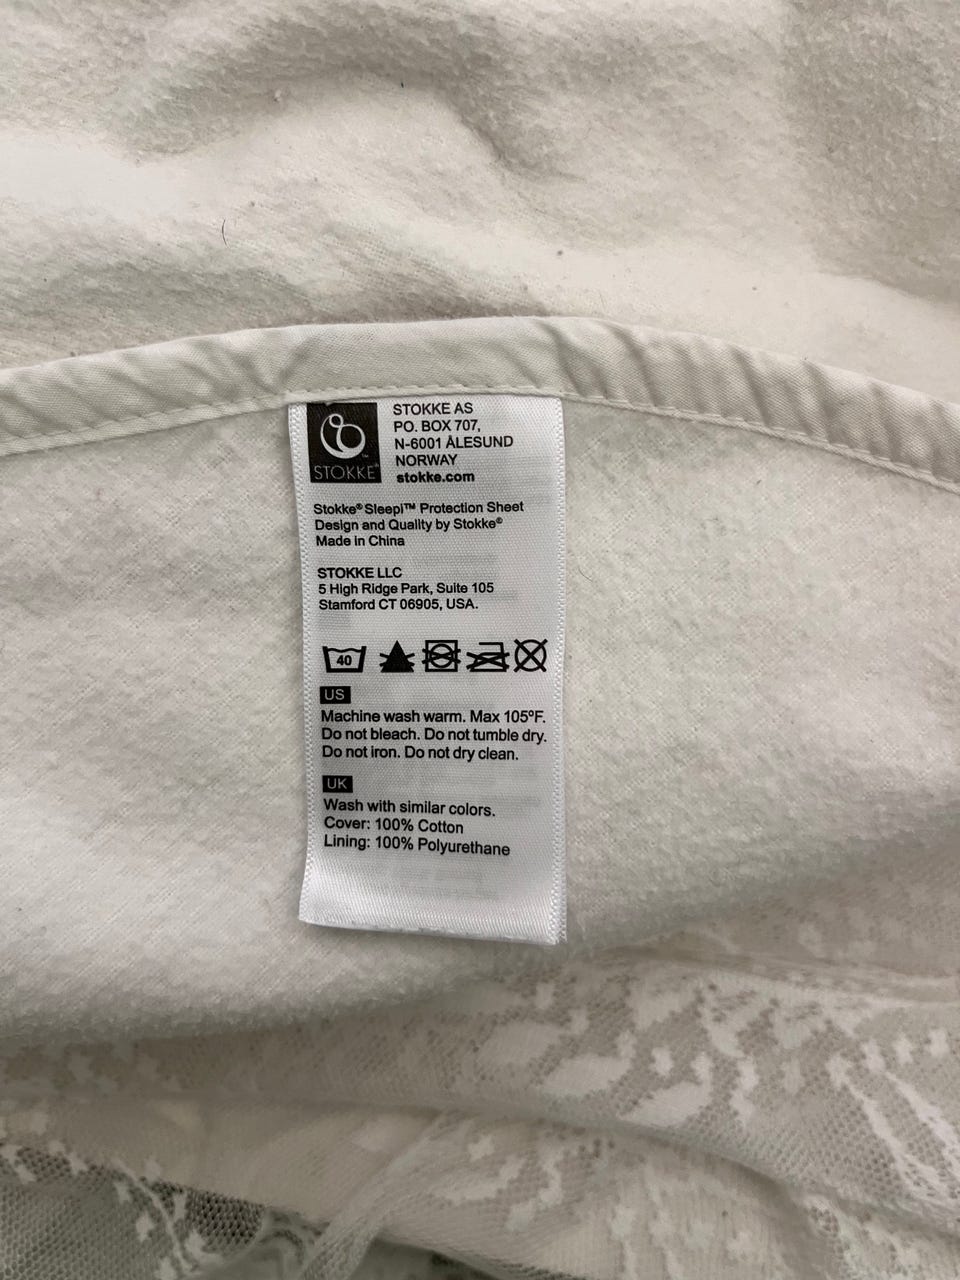 STOKKE®
STOKKE AS
PO. BOX 707,
N-6001 ÅLESUND
NORWAY
stokke.com
Stokke® Sleepi™ Protection Sheet
Design and Quality by Stokke®
Made in China
STOKKE LLC
5 High Ridge Park, Suite 105
Stamford CT 06905, USA.
40
US
Machine wash warm. Max 105ºF.
Do not bleach. Do not tumble dry.
Do not iron. Do not dry clean.
UK
Wash with similar colors.
Cover: 100% Cotton
Lining: 100% Polyurethane